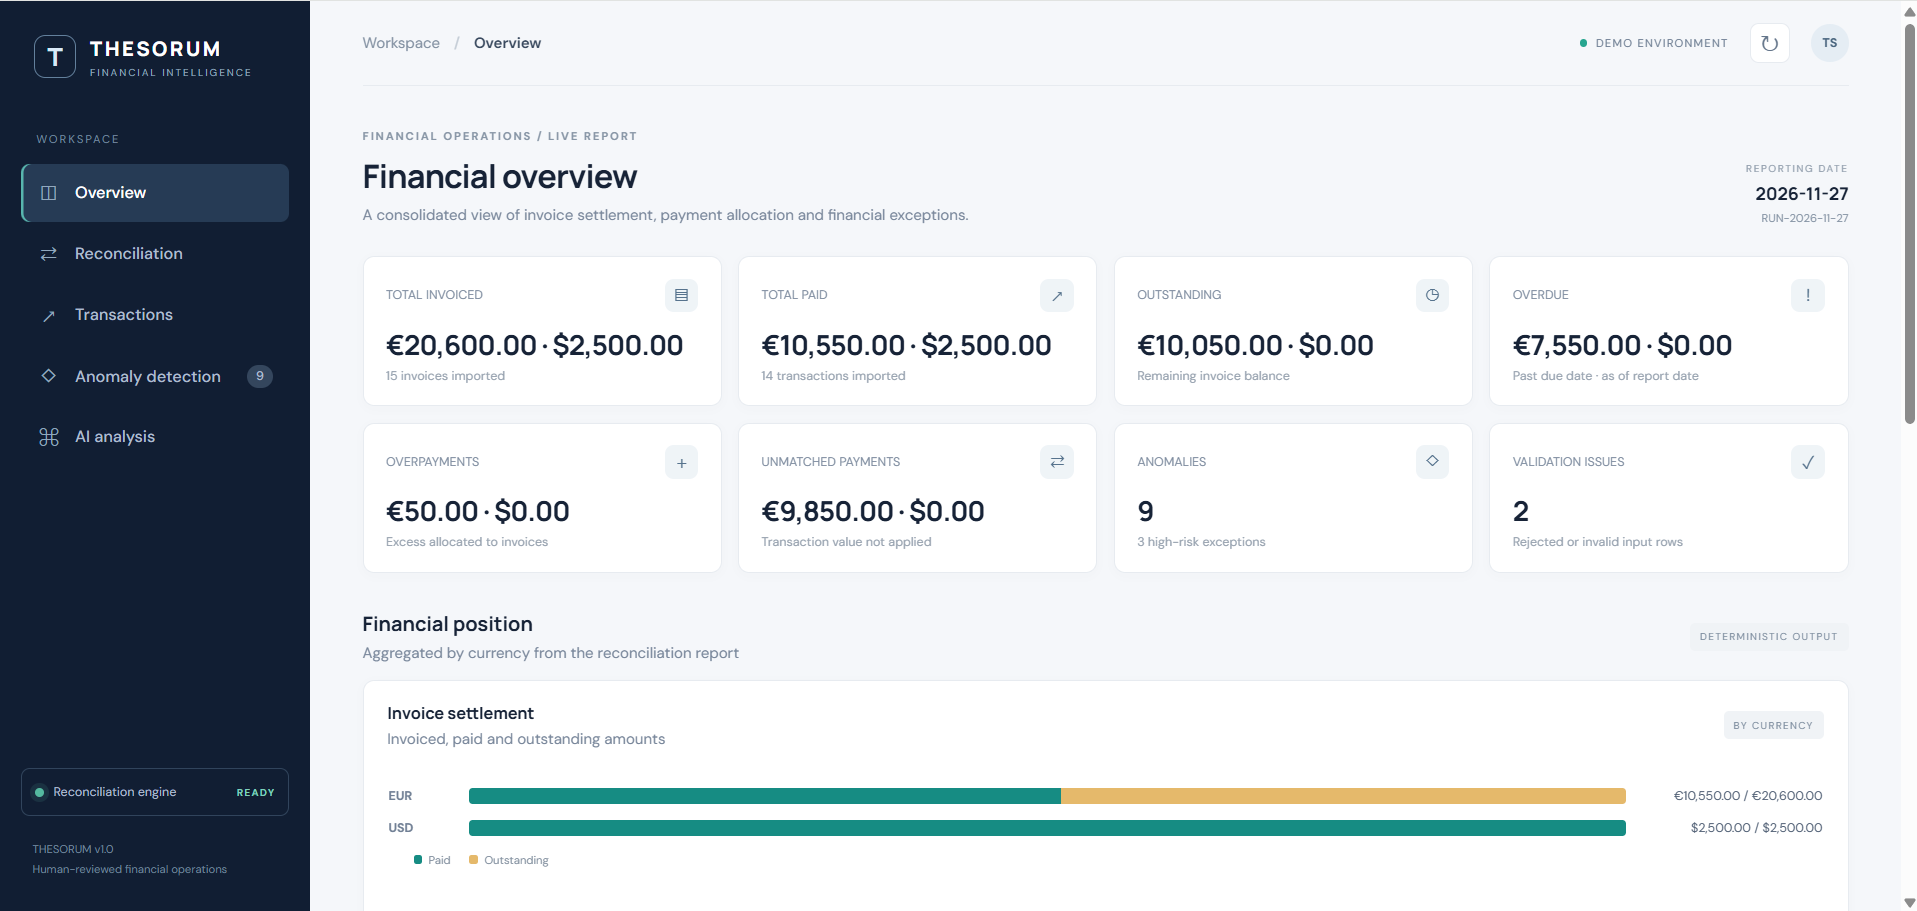 T
THESORUM
FINANCIAL INTELLIGENCE
WORKSPACE
Overview
Reconciliation
Transactions
Anomaly detection 9
AI analysis
Reconciliation engine READY
THESORUM v1.0
Human-reviewed financial operations
Workspace / Overview
DEMO ENVIRONMENT
TS
FINANCIAL OPERATIONS / LIVE REPORT
Financial overview
A consolidated view of invoice settlement, payment allocation and financial exceptions.
REPORTING DATE
2026-11-27
RUN-2026-11-27
TOTAL INVOICED
€20,600.00 · $2,500.00
15 invoices imported
TOTAL PAID
€10,550.00 · $2,500.00
14 transactions imported
OUTSTANDING
€10,050.00 · $0.00
Remaining invoice balance
OVERDUE
!
€7,550.00 · $0.00
Past due date · as of report date
OVERPAYMENTS
+
€50.00 · $0.00
Excess allocated to invoices
UNMATCHED PAYMENTS
€9,850.00 · $0.00
Transaction value not applied
ANOMALIES
9
3 high-risk exceptions
VALIDATION ISSUES
2
Rejected or invalid input rows
Financial position
Aggregated by currency from the reconciliation report
DETERMINISTIC OUTPUT
Invoice settlement
Invoiced, paid and outstanding amounts
BY CURRENCY
EUR €10,550.00 / €20,600.00
USD $2,500.00 / $2,500.00
Paid Outstanding